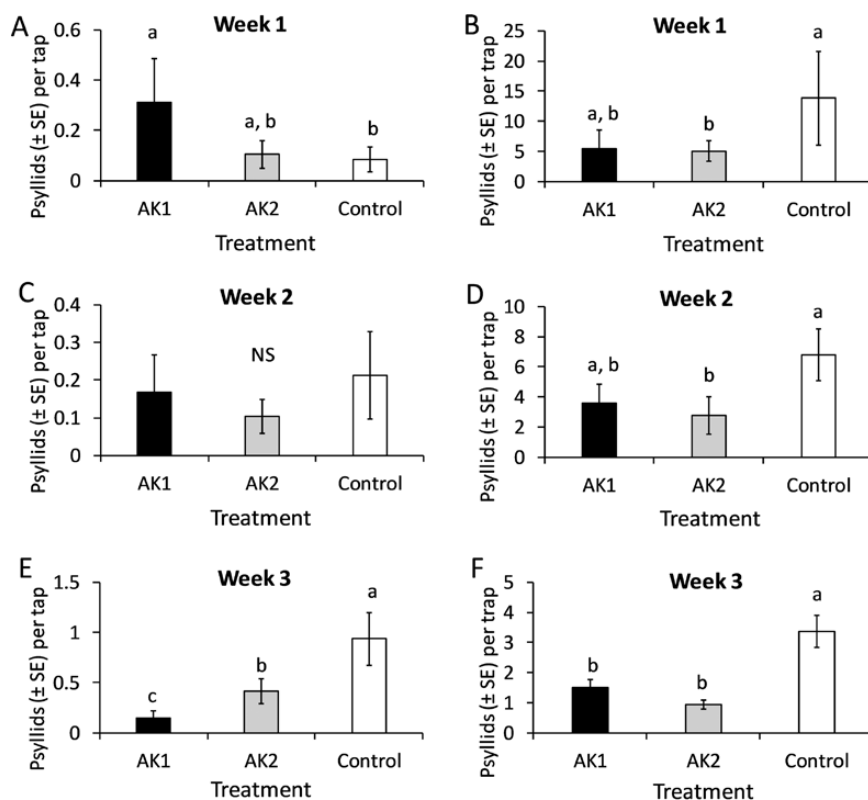 A
Week 1
Psyllids (± SE) per tap
0.6
0.4
0.2
0
a
a, b
b
AK1 AK2 Control
Treatment
B
Week 1
Psyllids (± SE) per trap
25
20
15
10
5
0
a, b
b
a
AK1 AK2 Control
Treatment
C
Week 2
Psyllids (± SE) per tap
0.4
0.3
0.2
0.1
0
NS
AK1 AK2 Control
Treatment
D
Week 2
Psyllids (± SE) per trap
10
8
6
4
2
0
a, b
b
a
AK1 AK2 Control
Treatment
E
Week 3
Psyllids (± SE) per tap
1.5
1
0.5
0
c
b
a
AK1 AK2 Control
Treatment
F
Week 3
Psyllids (± SE) per trap
5
4
3
2
1
0
b
b
a
AK1 AK2 Control
Treatment